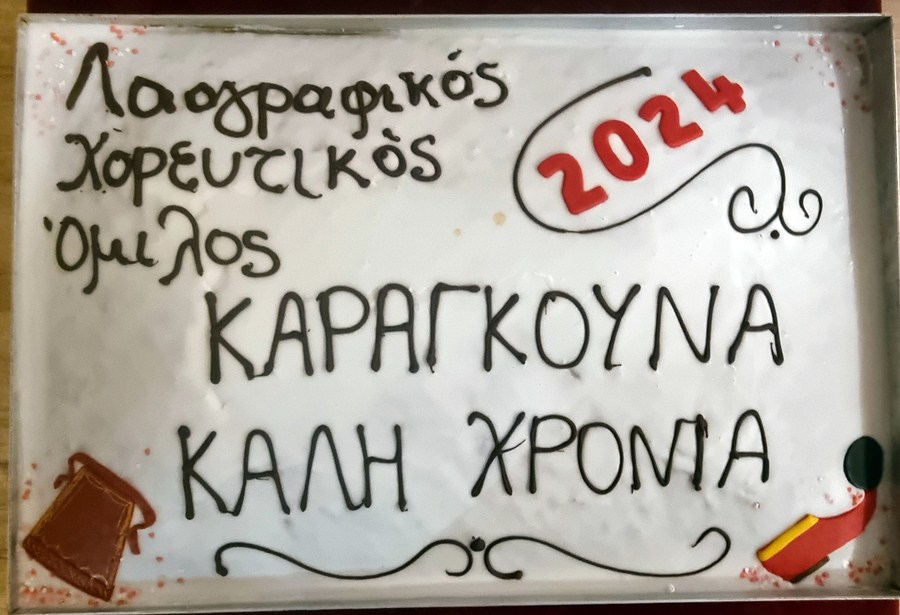 Λαογραφικός
2024
Χορευτικός
Όμιλος
ΚΑΡΑΓΚΟΥΝΑ
ΚΑΛΗ ΧΡΟΝΙΑ